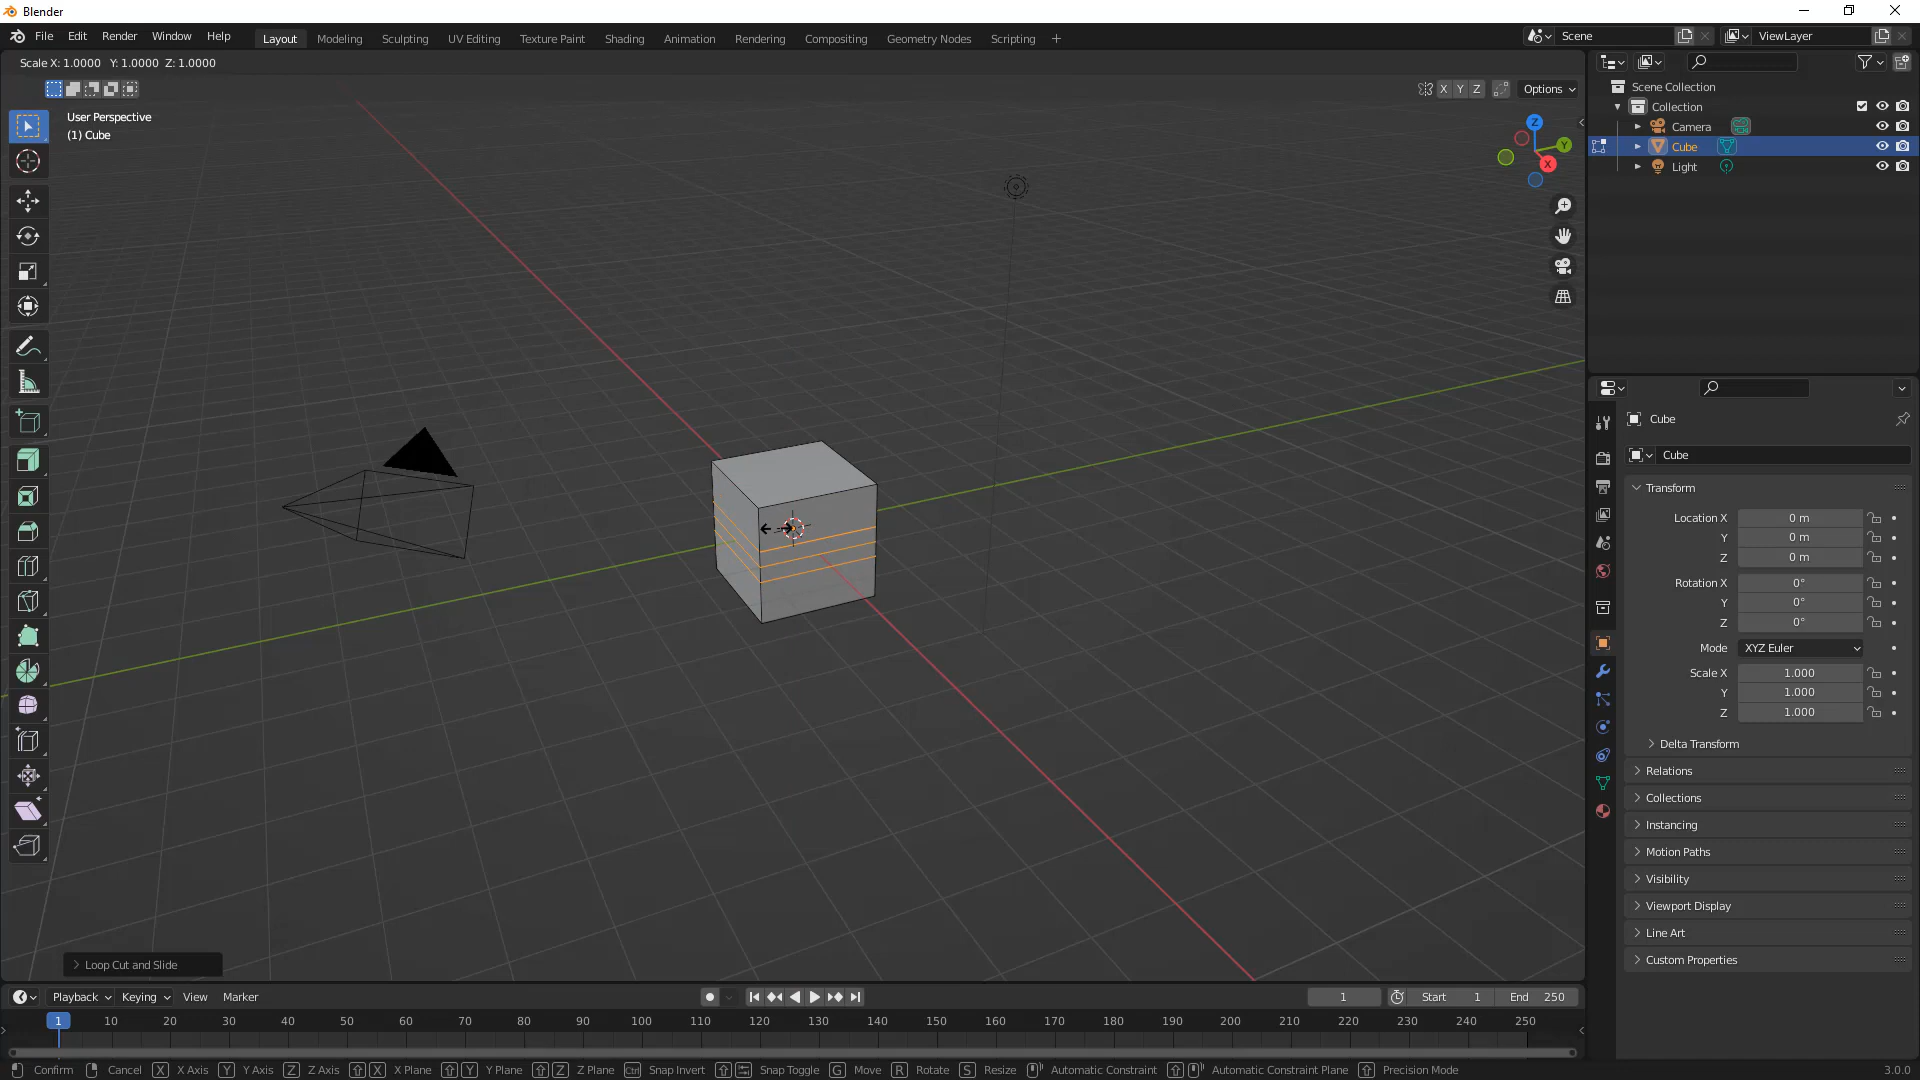 Blender
File Edit Render Window Help
Layout Modeling Sculpting UV Editing Texture Paint Shading Animation Rendering Compositing Geometry Nodes Scripting +
Scene
ViewLayer
Scale X: 1.0000 Y: 1.0000 Z: 1.0000
X Y Z
Options
User Perspective
(1) Cube
Z
Y
X
Scene Collection
Collection
Camera
Cube
Light
Cube
Cube
Transform
Location X 0 m
Y 0 m
Z 0 m
Rotation X 0°
Y 0°
Z 0°
Mode XYZ Euler
Scale X 1.000
Y 1.000
Z 1.000
Delta Transform
Relations
Collections
Instancing
Motion Paths
Visibility
Viewport Display
Line Art
Custom Properties
Loop Cut and Slide
Playback Keying View Marker
1 Start 1 End 250
1 10 20 30 40 50 60 70 80 90 100 110 120 130 140 150 160 170 180 190 200 210 220 230 240 250
Confirm Cancel X X Axis Y Y Axis Z Z Axis X X Plane Y Y Plane Z Z Plane Ctrl Snap Invert Snap Toggle G Move R Rotate S Resize Automatic Constraint Automatic Constraint Plane Precision Mode 3.0.0